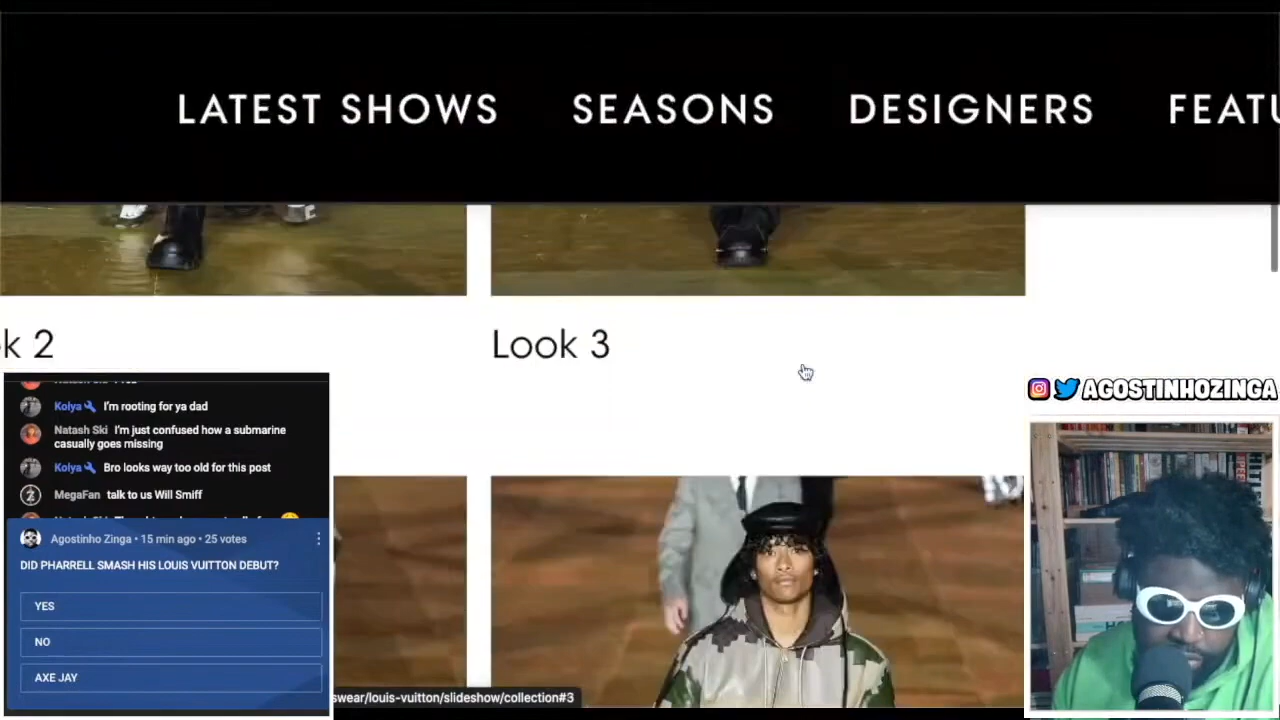 LATEST SHOWS SEASONS DESIGNERS FEATU
k 2
Look 3
Kolya I'm rooting for ya dad
Natash Ski I'm just confused how a submarine
casually goes missing
Kolya Bro looks way too old for this post
MegaFan talk to us Will Smiff
Agostinho Zinga • 15 min ago • 25 votes
DID PHARRELL SMASH HIS LOUIS VUITTON DEBUT?
YES
NO
AXE JAY
swear/louis-vuitton/slideshow/collection#3
AGOSTINHOZINGA